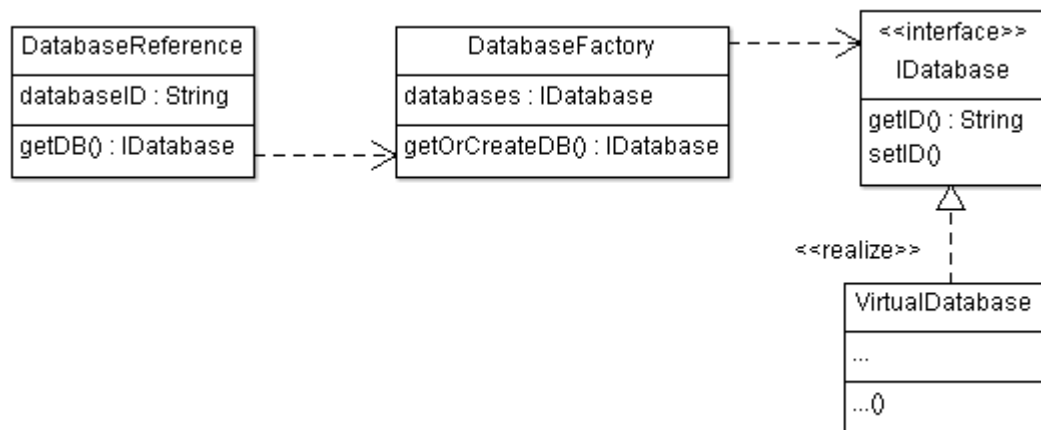 DatabaseReference
databaseID : String
getDB() : IDatabase
DatabaseFactory
databases : IDatabase
getOrCreateDB() : IDatabase
<<interface>>
IDatabase
getID() : String
setID()
<<realize>>
VirtualDatabase
...
...()